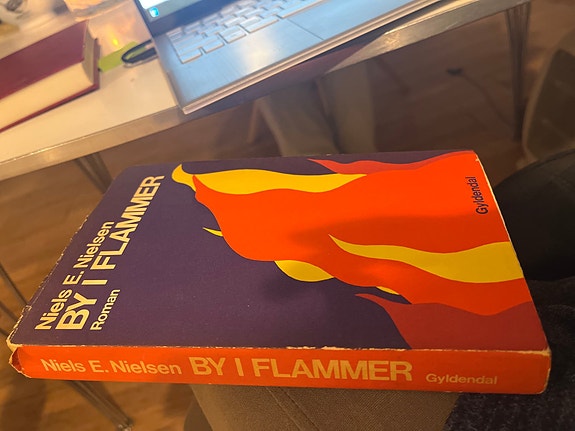 Niels E. Nielsen
BY I FLAMMER
Roman
Gyldendal
Niels E. Nielsen BY I FLAMMER Gyldendal